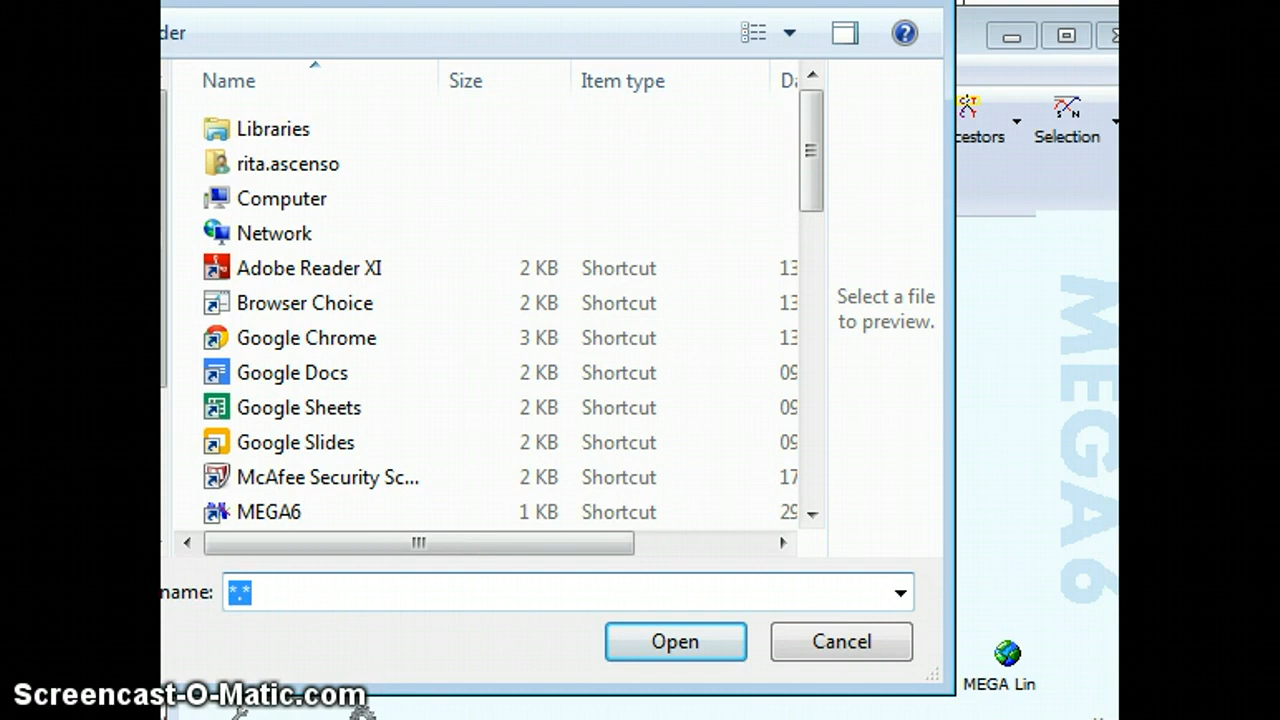 der
Name Size Item type Da
Libraries
rita.ascenso
Computer
Network
Adobe Reader XI 2 KB Shortcut 13
Browser Choice 2 KB Shortcut 13
Google Chrome 3 KB Shortcut 13
Google Docs 2 KB Shortcut 09
Google Sheets 2 KB Shortcut 09
Google Slides 2 KB Shortcut 09
McAfee Security Sc... 2 KB Shortcut 17
MEGA6 1 KB Shortcut 29
Select a file
to preview.
name: *.*
Open Cancel
cestors Selection
MEGA6
MEGA Lin
Screencast-O-Matic.com